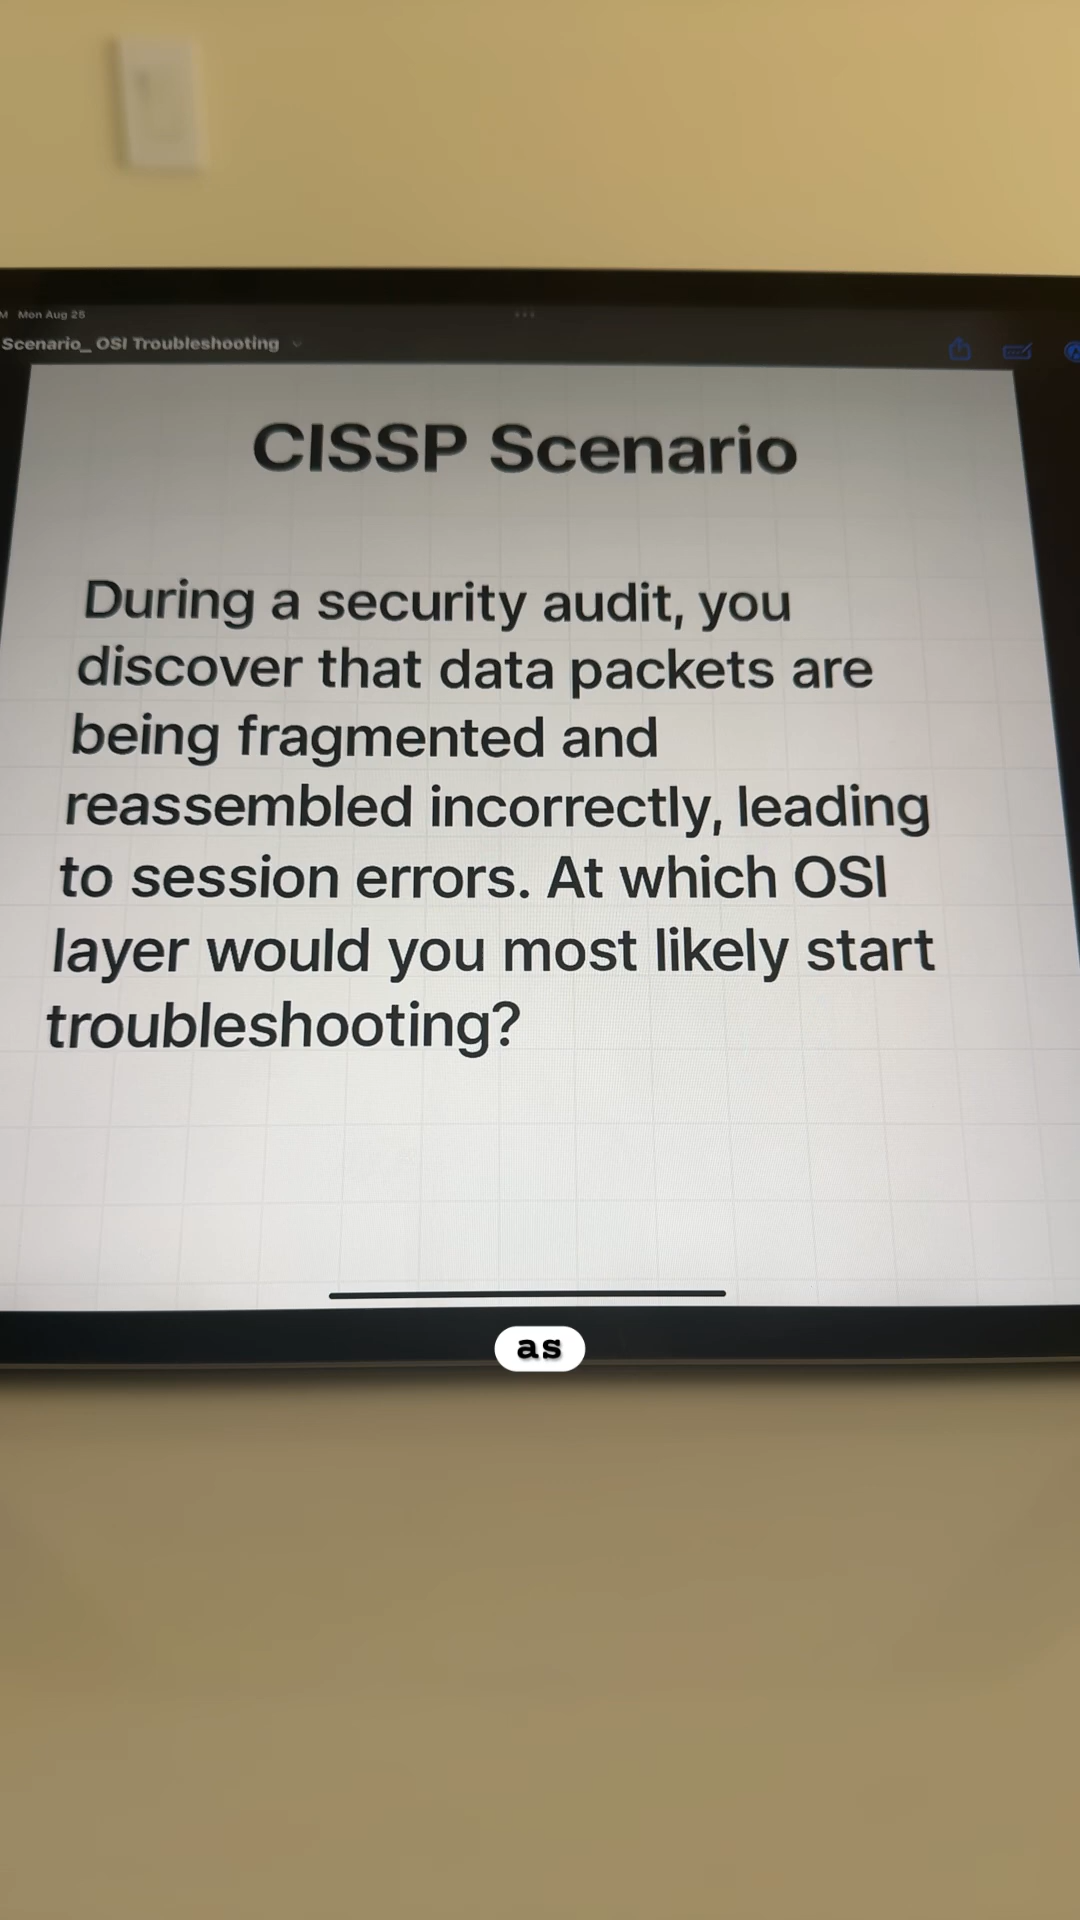 M Mon Aug 25
Scenario_ OSI Troubleshooting
CISSP Scenario
During a security audit, you
discover that data packets are
being fragmented and
reassembled incorrectly, leading
to session errors. At which OSI
layer would you most likely start
troubleshooting?
as